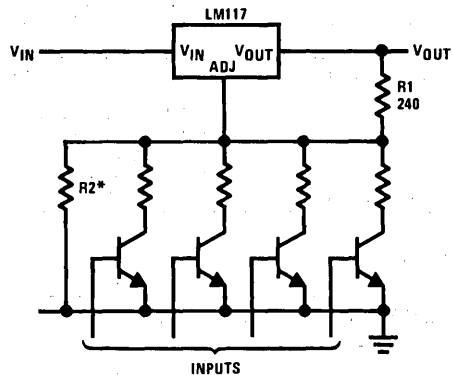 LM117
VIN
VIN
VOUT
VOUT
ADJ
R1
240
R2*
INPUTS